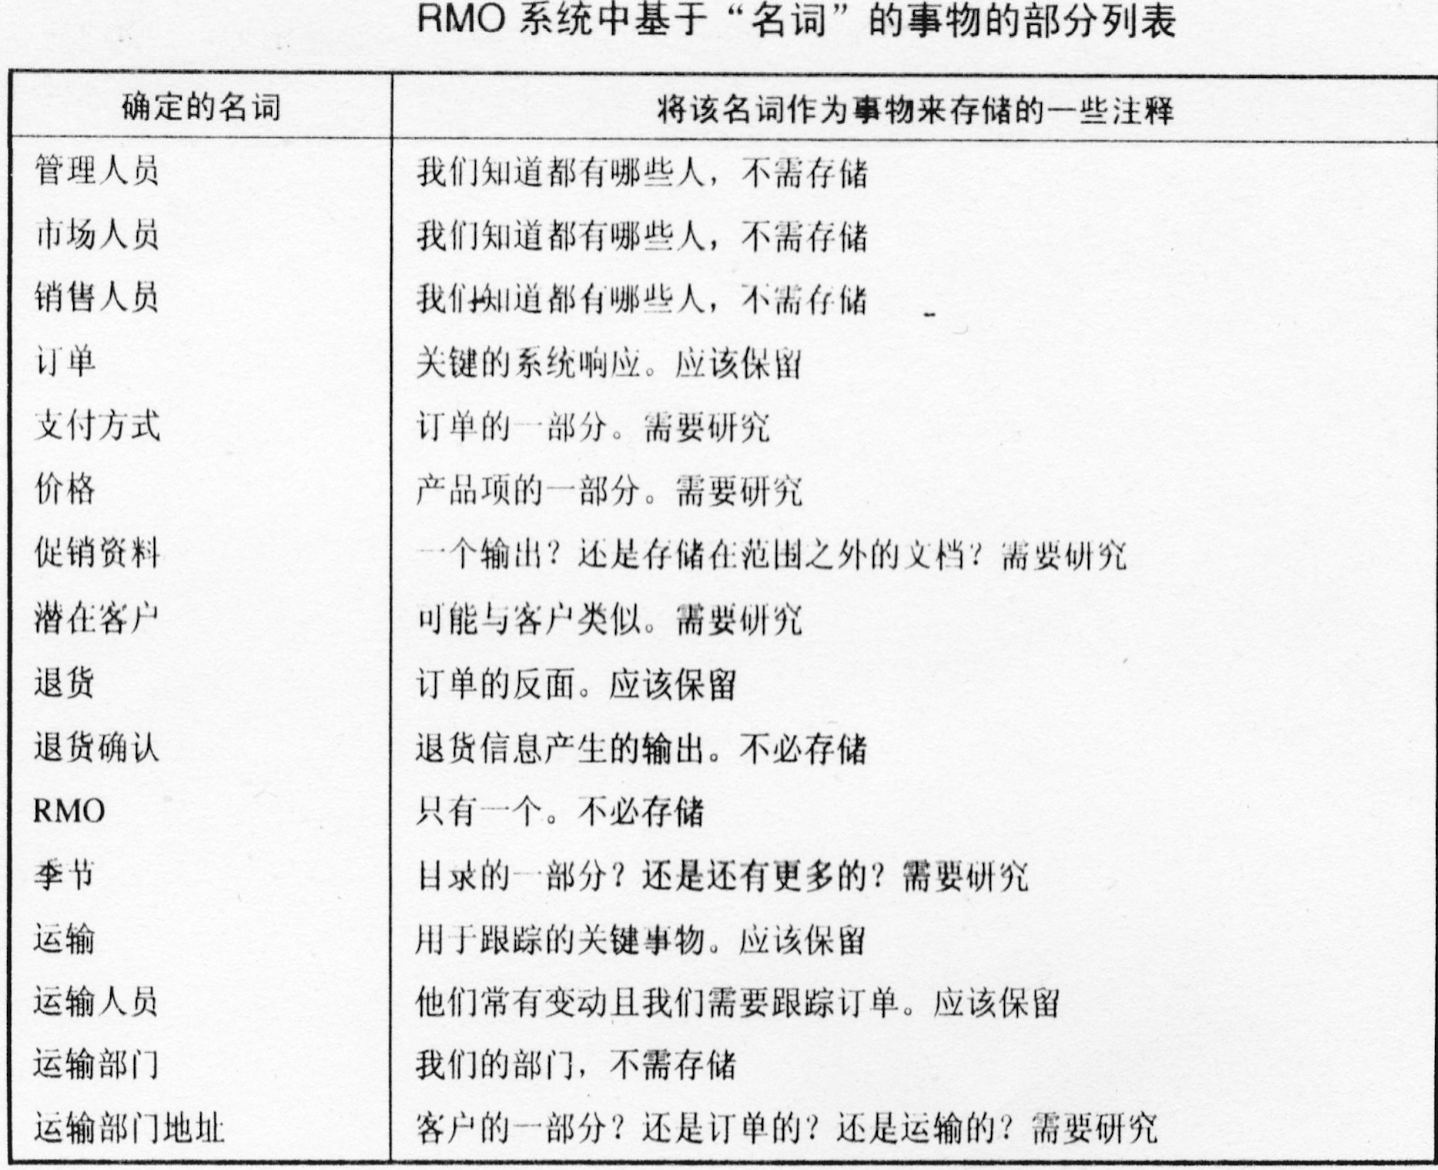 RMO 系统中基于“名词”的事物的部分列表
确定的名词 将该名词作为事物来存储的一些注释
管理人员 我们知道都有哪些人，不需存储
市场人员 我们知道都有哪些人，不需存储
销售人员 我们知道都有哪些人，不需存储
订单 关键的系统响应。应该保留
支付方式 订单的一部分。需要研究
价格 产品项的一部分。需要研究
促销资料 一个输出？还是存储在范围之外的文档？需要研究
潜在客户 可能与客户类似。需要研究
退货 订单的反面。应该保留
退货确认 退货信息产生的输出。不必存储
RMO 只有一个。不必存储
季节 目录的一部分？还是还有更多的？需要研究
运输 用于跟踪的关键事物。应该保留
运输人员 他们常有变动且我们需要跟踪订单。应该保留
运输部门 我们的部门，不需存储
运输部门地址 客户的一部分？还是订单的？还是运输的？需要研究